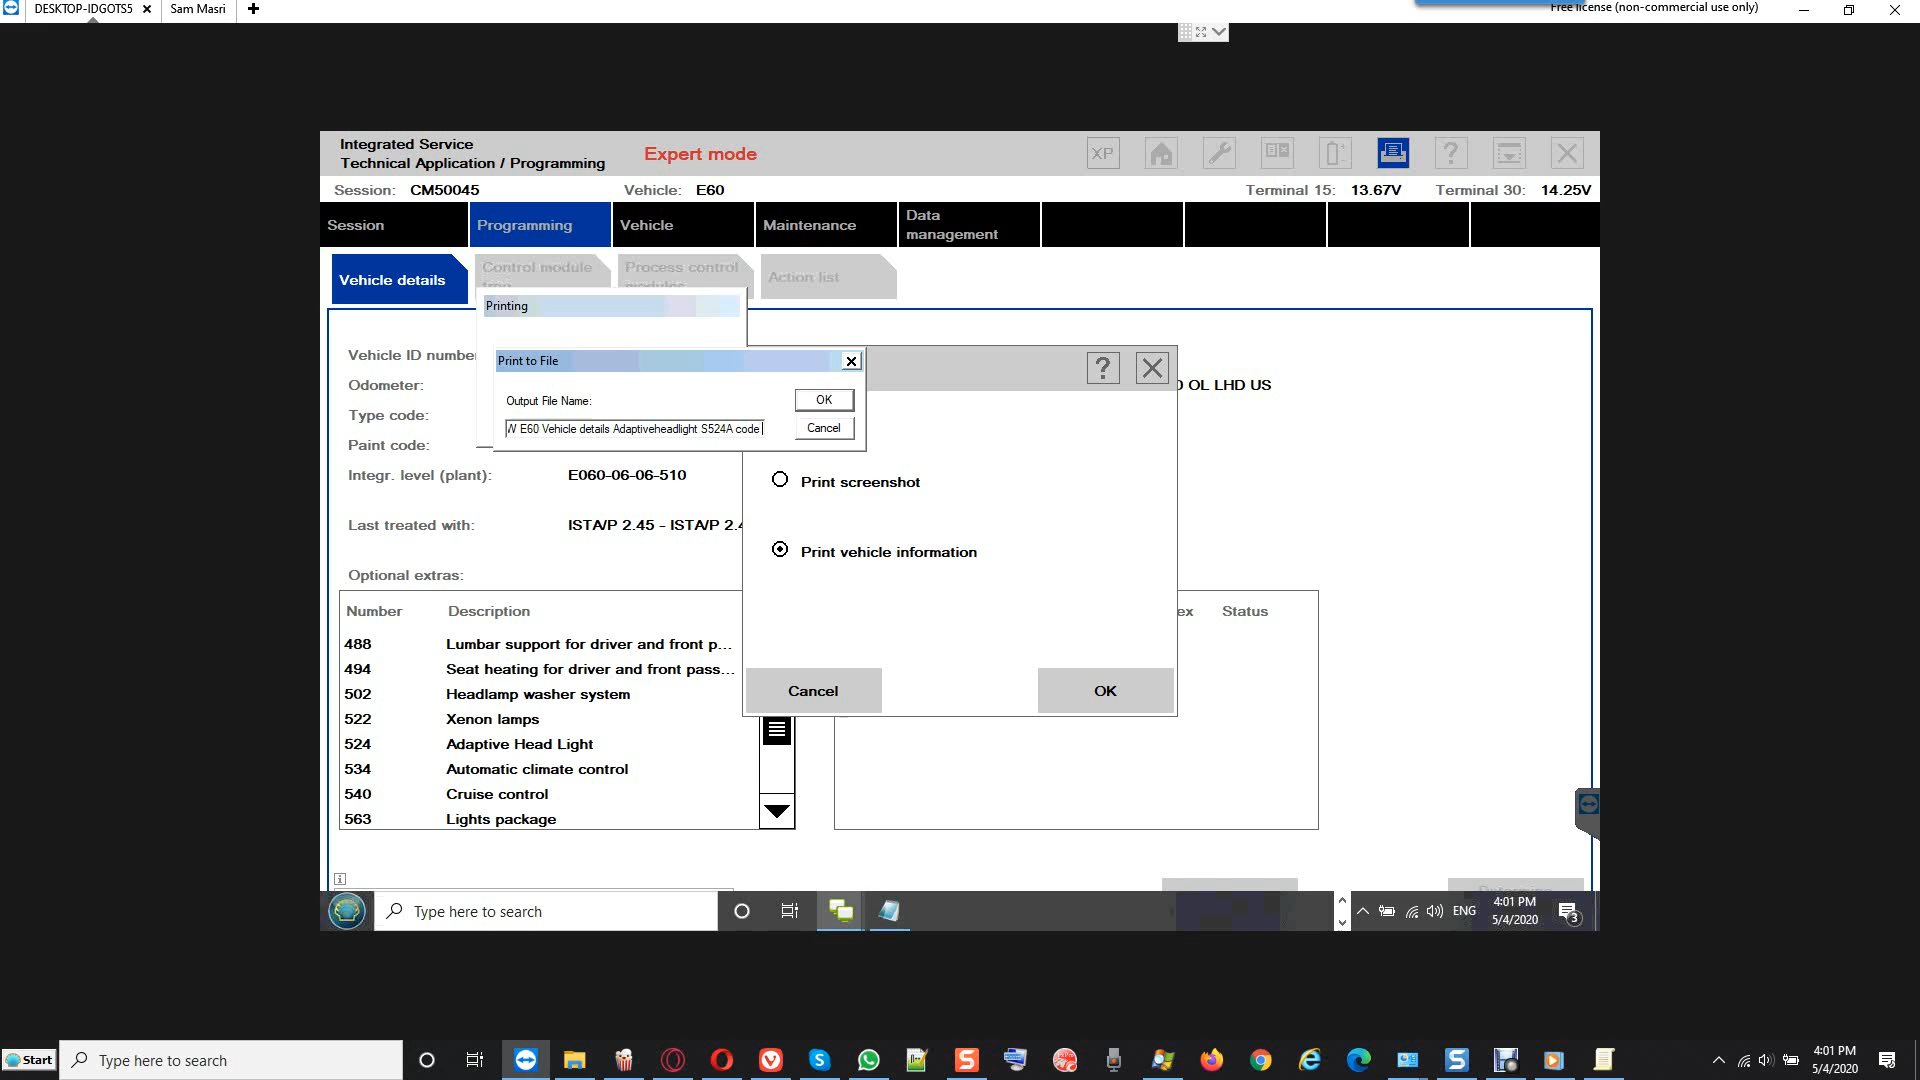 DESKTOP-IDGOTS5
Sam Masri
Free license (non-commercial use only)
Integrated Service
Technical Application / Programming
Expert mode
XP
Session: CM50045
Vehicle: E60
Terminal 15: 13.67V
Terminal 30: 14.25V
Session
Programming
Vehicle
Maintenance
Data
management
Vehicle details
Control module
tree
Process control
modules
Action list
Printing
Vehicle ID number
Print to File
Odometer:
D OL LHD US
Output File Name:
OK
Type code:
E60 Vehicle details Adaptiveheadlight S524A code
Cancel
Paint code:
Integr. level (plant): E060-06-06-510
Print screenshot
Last treated with: ISTA/P 2.45 - ISTA/P 2.4
Print vehicle information
Optional extras:
Number Description
ex Status
488 Lumbar support for driver and front p...
494 Seat heating for driver and front pass...
502 Headlamp washer system
Cancel
OK
522 Xenon lamps
524 Adaptive Head Light
534 Automatic climate control
540 Cruise control
563 Lights package
Type here to search
ENG
4:01 PM
5/4/2020
3
Start
Type here to search
4:01 PM
5/4/2020